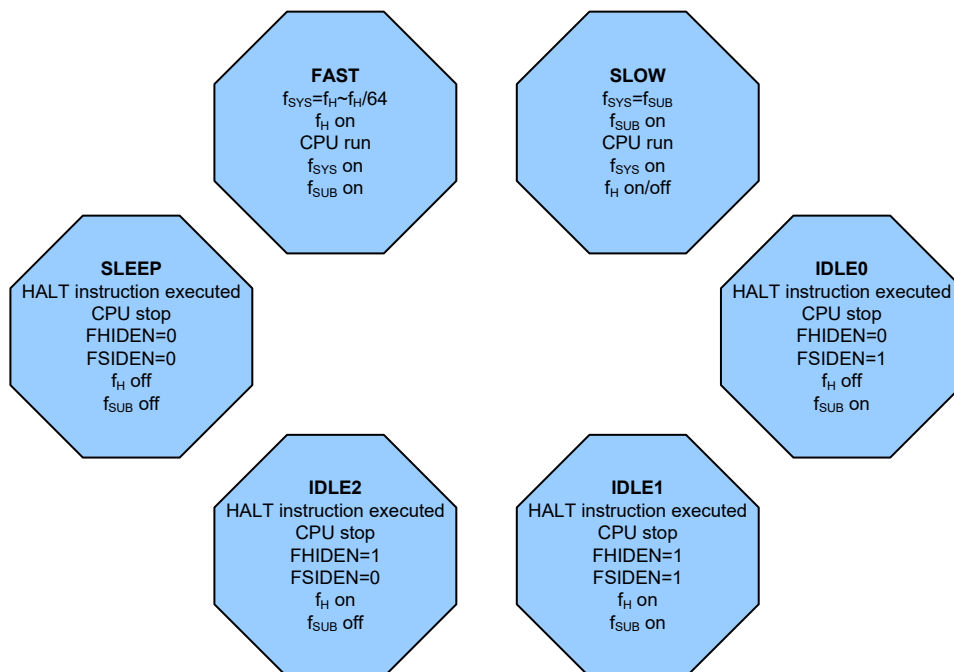 FAST
fSYS=fH~fH/64
fH on
CPU run
fSYS on
fSUB on
SLOW
fSYS=fSUB
fSUB on
CPU run
fSYS on
fH on/off
SLEEP
HALT instruction executed
CPU stop
FHIDEN=0
FSIDEN=0
fH off
fSUB off
IDLE0
HALT instruction executed
CPU stop
FHIDEN=0
FSIDEN=1
fH off
fSUB on
IDLE2
HALT instruction executed
CPU stop
FHIDEN=1
FSIDEN=0
fH on
fSUB off
IDLE1
HALT instruction executed
CPU stop
FHIDEN=1
FSIDEN=1
fH on
fSUB on